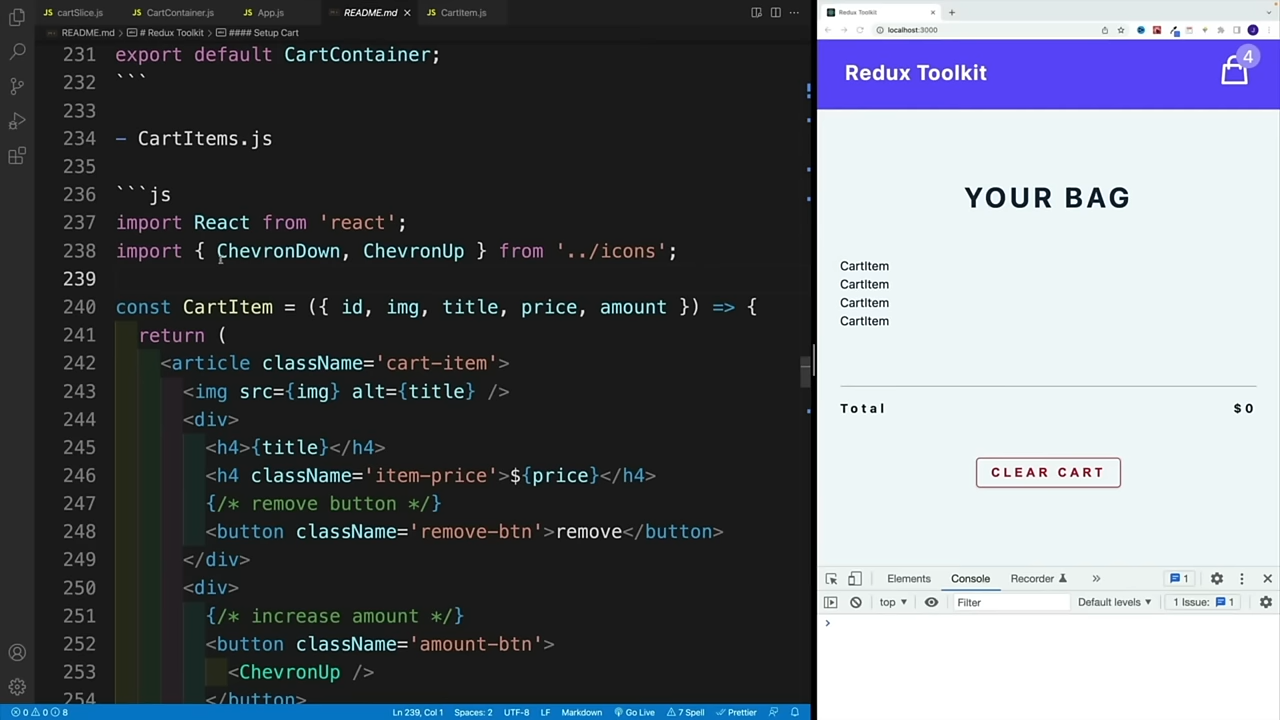 cartSlice.js
CartContainer.js
App.js
README.md
CartItem.js
README.md > # Redux Toolkit > #### Setup Cart
231 export default CartContainer;
232 ```
233
234 - CartItems.js
235
236 ```js
237 import React from 'react';
238 import { ChevronDown, ChevronUp } from '../icons';
239
240 const CartItem = ({ id, img, title, price, amount }) => {
241 return (
242 <article className='cart-item'>
243 <img src={img} alt={title} />
244 <div>
245 <h4>{title}</h4>
246 <h4 className='item-price'>${price}</h4>
247 {/* remove button */}
248 <button className='remove-btn'>remove</button>
249 </div>
250 <div>
251 {/* increase amount */}
252 <button className='amount-btn'>
253 <ChevronUp />
254 </button>
0 0 8
Ln 239, Col 1
Spaces: 2
UTF-8
LF
Markdown
Go Live
7 Spell
Prettier
Redux Toolkit
localhost:3000
J
Redux Toolkit
4
YOUR BAG
CartItem
CartItem
CartItem
CartItem
Total $0
CLEAR CART
Elements Console Recorder » 1
top Filter Default levels 1 Issue: 1